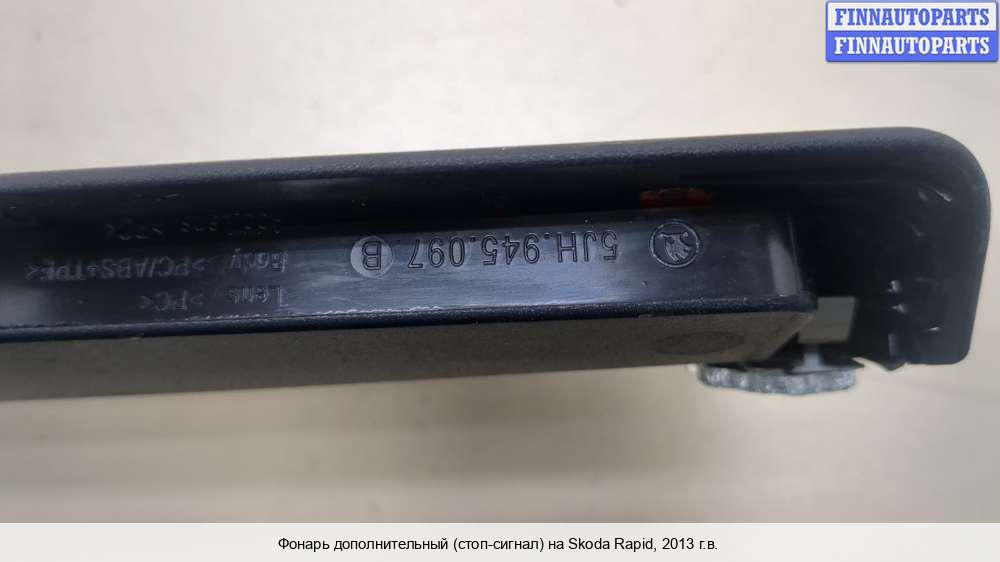 FINNAUTOPARTS
FINNAUTOPARTS
5JH.945.097.B
Lens >PC<
Body >PC/ABS+TPE<
Фонарь дополнительный (стоп-сигнал) на Skoda Rapid, 2013 г.в.